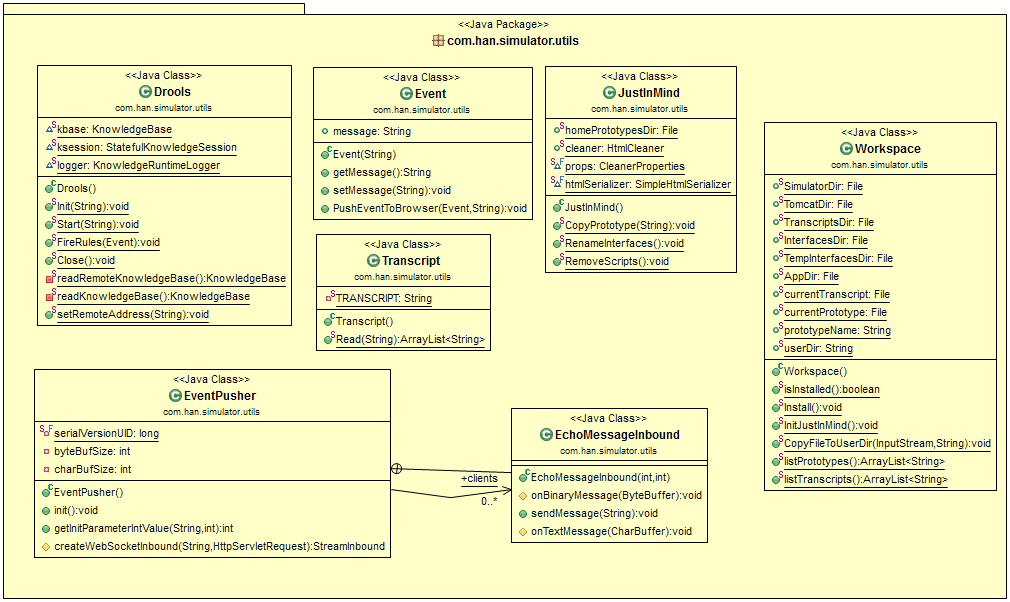 <<Java Package>>
com.han.simulator.utils
<<Java Class>>
Drools
com.han.simulator.utils
kbase: KnowledgeBase
ksession: StatefulKnowledgeSession
logger: KnowledgeRuntimeLogger
Drools()
Init(String):void
Start(String):void
FireRules(Event):void
Close():void
readRemoteKnowledgeBase():KnowledgeBase
readKnowledgeBase():KnowledgeBase
setRemoteAddress(String):void
<<Java Class>>
Event
com.han.simulator.utils
message: String
Event(String)
getMessage():String
setMessage(String):void
PushEventToBrowser(Event,String):void
<<Java Class>>
JustInMind
com.han.simulator.utils
homePrototypesDir: File
cleaner: HtmlCleaner
props: CleanerProperties
htmlSerializer: SimpleHtmlSerializer
JustInMind()
CopyPrototype(String):void
RenameInterfaces():void
RemoveScripts():void
<<Java Class>>
Workspace
com.han.simulator.utils
SimulatorDir: File
TomcatDir: File
TranscriptsDir: File
InterfacesDir: File
TempInterfacesDir: File
AppDir: File
currentTranscript: File
currentPrototype: File
prototypeName: String
userDir: String
Workspace()
isInstalled():boolean
Install():void
InitJustInMind():void
CopyFileToUserDir(InputStream,String):void
listPrototypes():ArrayList<String>
listTranscripts():ArrayList<String>
<<Java Class>>
Transcript
com.han.simulator.utils
TRANSCRIPT: String
Transcript()
Read(String):ArrayList<String>
<<Java Class>>
EventPusher
com.han.simulator.utils
serialVersionUID: long
byteBufSize: int
charBufSize: int
EventPusher()
init():void
getInitParameterIntValue(String,int):int
createWebSocketInbound(String,HttpServletRequest):StreamInbound
+clients
0..*
<<Java Class>>
EchoMessageInbound
com.han.simulator.utils
EchoMessageInbound(int,int)
onBinaryMessage(ByteBuffer):void
sendMessage(String):void
onTextMessage(CharBuffer):void